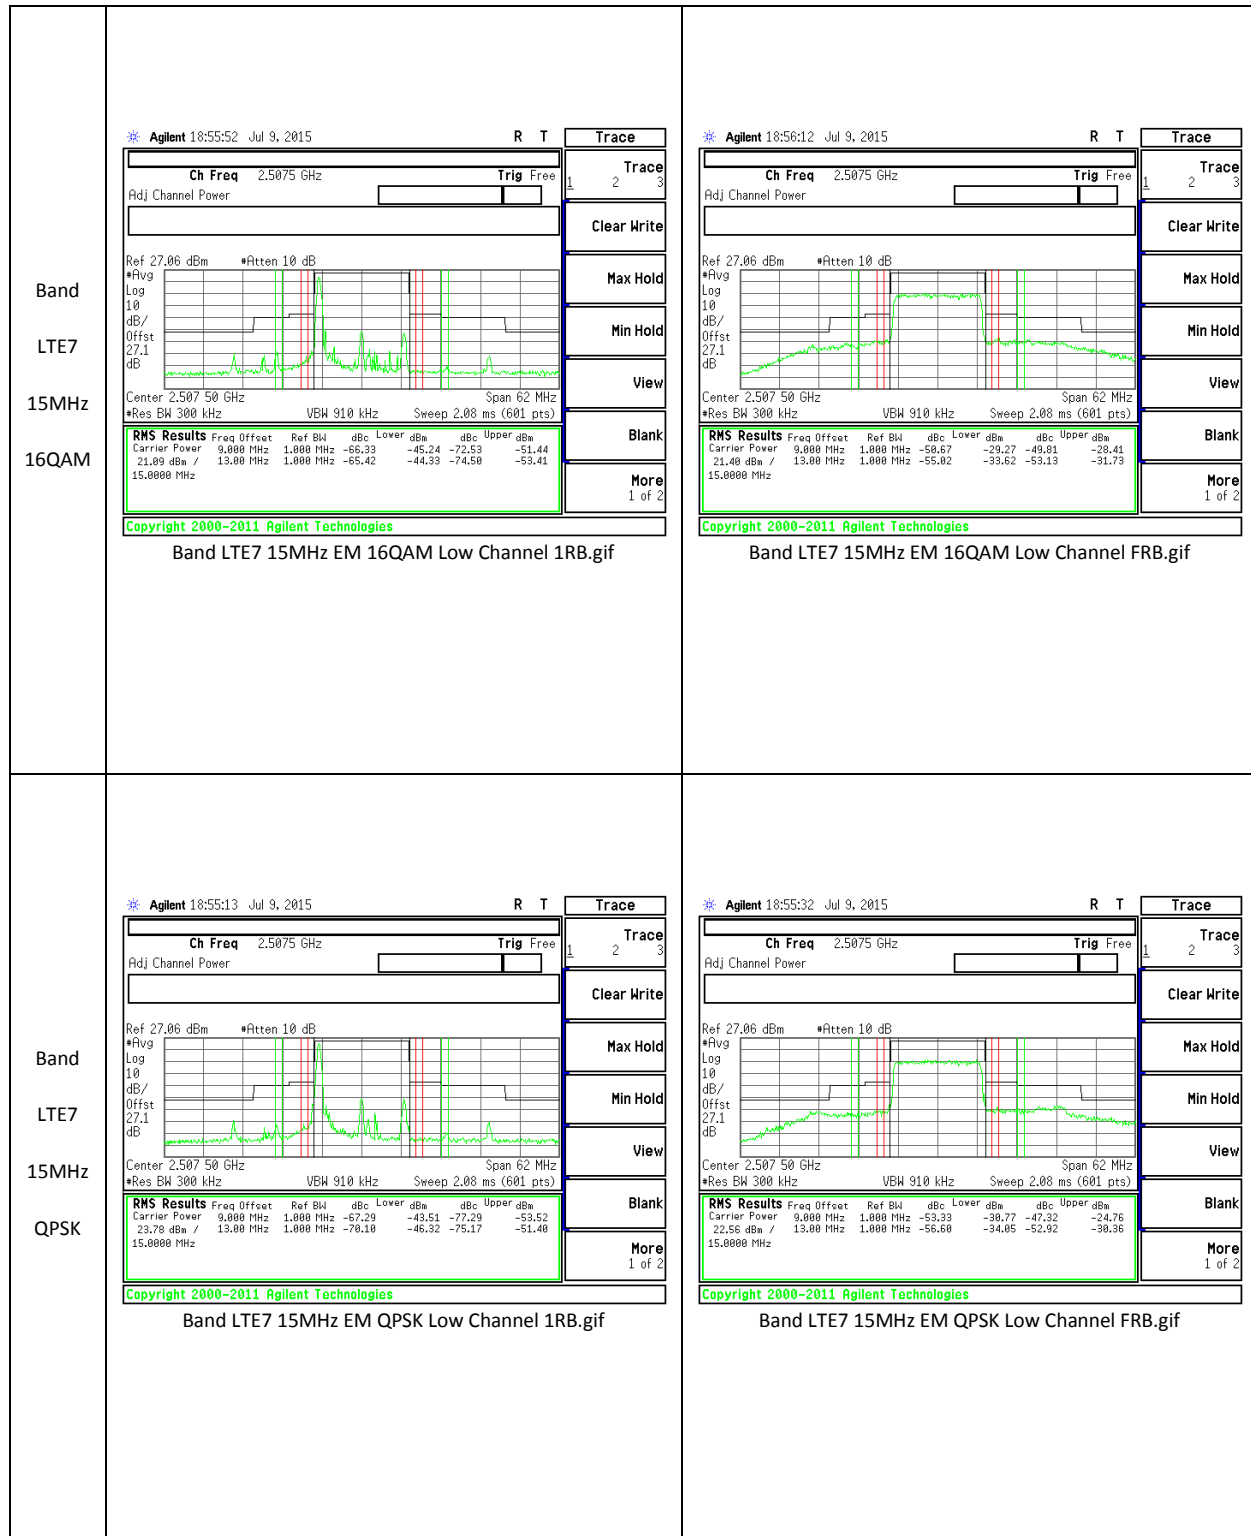 Band
LTE7
15MHz
16QAM
Agilent 18:55:52 Jul 9, 2015 R T Trace
Ch Freq 2.5075 GHz Trig Free
Adj Channel Power
Trace
1 2 3
Clear Write
Ref 27.06 dBm #Atten 10 dB
#Avg
Log
10
dB/
Offst
27.1
dB
Max Hold
Min Hold
View
Center 2.507 50 GHz Span 62 MHz
#Res BW 300 kHz VBW 910 kHz Sweep 2.08 ms (601 pts)
RMS Results Freq Offset Ref BW dBc Lower dBm dBc Upper dBm
Carrier Power 9.000 MHz 1.000 MHz -66.33 -45.24 -72.53 -51.44
21.09 dBm / 13.00 MHz 1.000 MHz -65.42 -44.33 -74.50 -53.41
15.0000 MHz
Blank
More
1 of 2
Copyright 2000-2011 Agilent Technologies
Band LTE7 15MHz EM 16QAM Low Channel 1RB.gif
Agilent 18:56:12 Jul 9, 2015 R T Trace
Ch Freq 2.5075 GHz Trig Free
Adj Channel Power
Trace
1 2 3
Clear Write
Ref 27.06 dBm #Atten 10 dB
#Avg
Log
10
dB/
Offst
27.1
dB
Max Hold
Min Hold
View
Center 2.507 50 GHz Span 62 MHz
#Res BW 300 kHz VBW 910 kHz Sweep 2.08 ms (601 pts)
RMS Results Freq Offset Ref BW dBc Lower dBm dBc Upper dBm
Carrier Power 9.000 MHz 1.000 MHz -50.67 -29.27 -49.81 -28.41
21.40 dBm / 13.00 MHz 1.000 MHz -55.02 -33.62 -53.13 -31.73
15.0000 MHz
Blank
More
1 of 2
Copyright 2000-2011 Agilent Technologies
Band LTE7 15MHz EM 16QAM Low Channel FRB.gif
Band
LTE7
15MHz
QPSK
Agilent 18:55:13 Jul 9, 2015 R T Trace
Ch Freq 2.5075 GHz Trig Free
Adj Channel Power
Trace
1 2 3
Clear Write
Ref 27.06 dBm #Atten 10 dB
#Avg
Log
10
dB/
Offst
27.1
dB
Max Hold
Min Hold
View
Center 2.507 50 GHz Span 62 MHz
#Res BW 300 kHz VBW 910 kHz Sweep 2.08 ms (601 pts)
RMS Results Freq Offset Ref BW dBc Lower dBm dBc Upper dBm
Carrier Power 9.000 MHz 1.000 MHz -67.29 -43.51 -77.29 -53.52
23.78 dBm / 13.00 MHz 1.000 MHz -70.10 -46.32 -75.17 -51.40
15.0000 MHz
Blank
More
1 of 2
Copyright 2000-2011 Agilent Technologies
Band LTE7 15MHz EM QPSK Low Channel 1RB.gif
Agilent 18:55:32 Jul 9, 2015 R T Trace
Ch Freq 2.5075 GHz Trig Free
Adj Channel Power
Trace
1 2 3
Clear Write
Ref 27.06 dBm #Atten 10 dB
#Avg
Log
10
dB/
Offst
27.1
dB
Max Hold
Min Hold
View
Center 2.507 50 GHz Span 62 MHz
#Res BW 300 kHz VBW 910 kHz Sweep 2.08 ms (601 pts)
RMS Results Freq Offset Ref BW dBc Lower dBm dBc Upper dBm
Carrier Power 9.000 MHz 1.000 MHz -53.33 -30.77 -47.32 -24.76
22.56 dBm / 13.00 MHz 1.000 MHz -56.60 -34.05 -52.92 -30.36
15.0000 MHz
Blank
More
1 of 2
Copyright 2000-2011 Agilent Technologies
Band LTE7 15MHz EM QPSK Low Channel FRB.gif